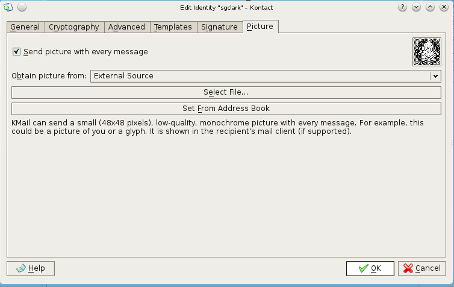 Edit Identity "sgclark" - Kontact
General Cryptography Advanced Templates Signature Picture
Send picture with every message
Obtain picture from: External Source
Select File...
Set From Address Book
KMail can send a small (48x48 pixels), low-quality, monochrome picture with every message. For example, this
could be a picture of you or a glyph. It is shown in the recipient's mail client (if supported).
Help OK Cancel